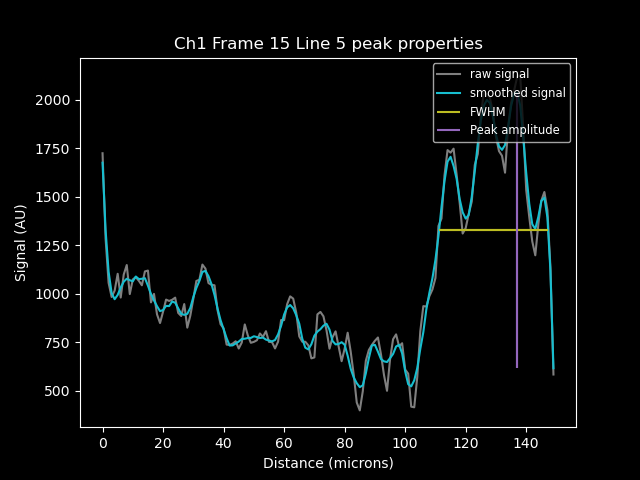 Ch1 Frame 15 Line 5 peak properties
raw signal
smoothed signal
FWHM
Peak amplitude
Signal (AU)
2000
1750
1500
1250
1000
750
500
0 20 40 60 80 100 120 140
Distance (microns)